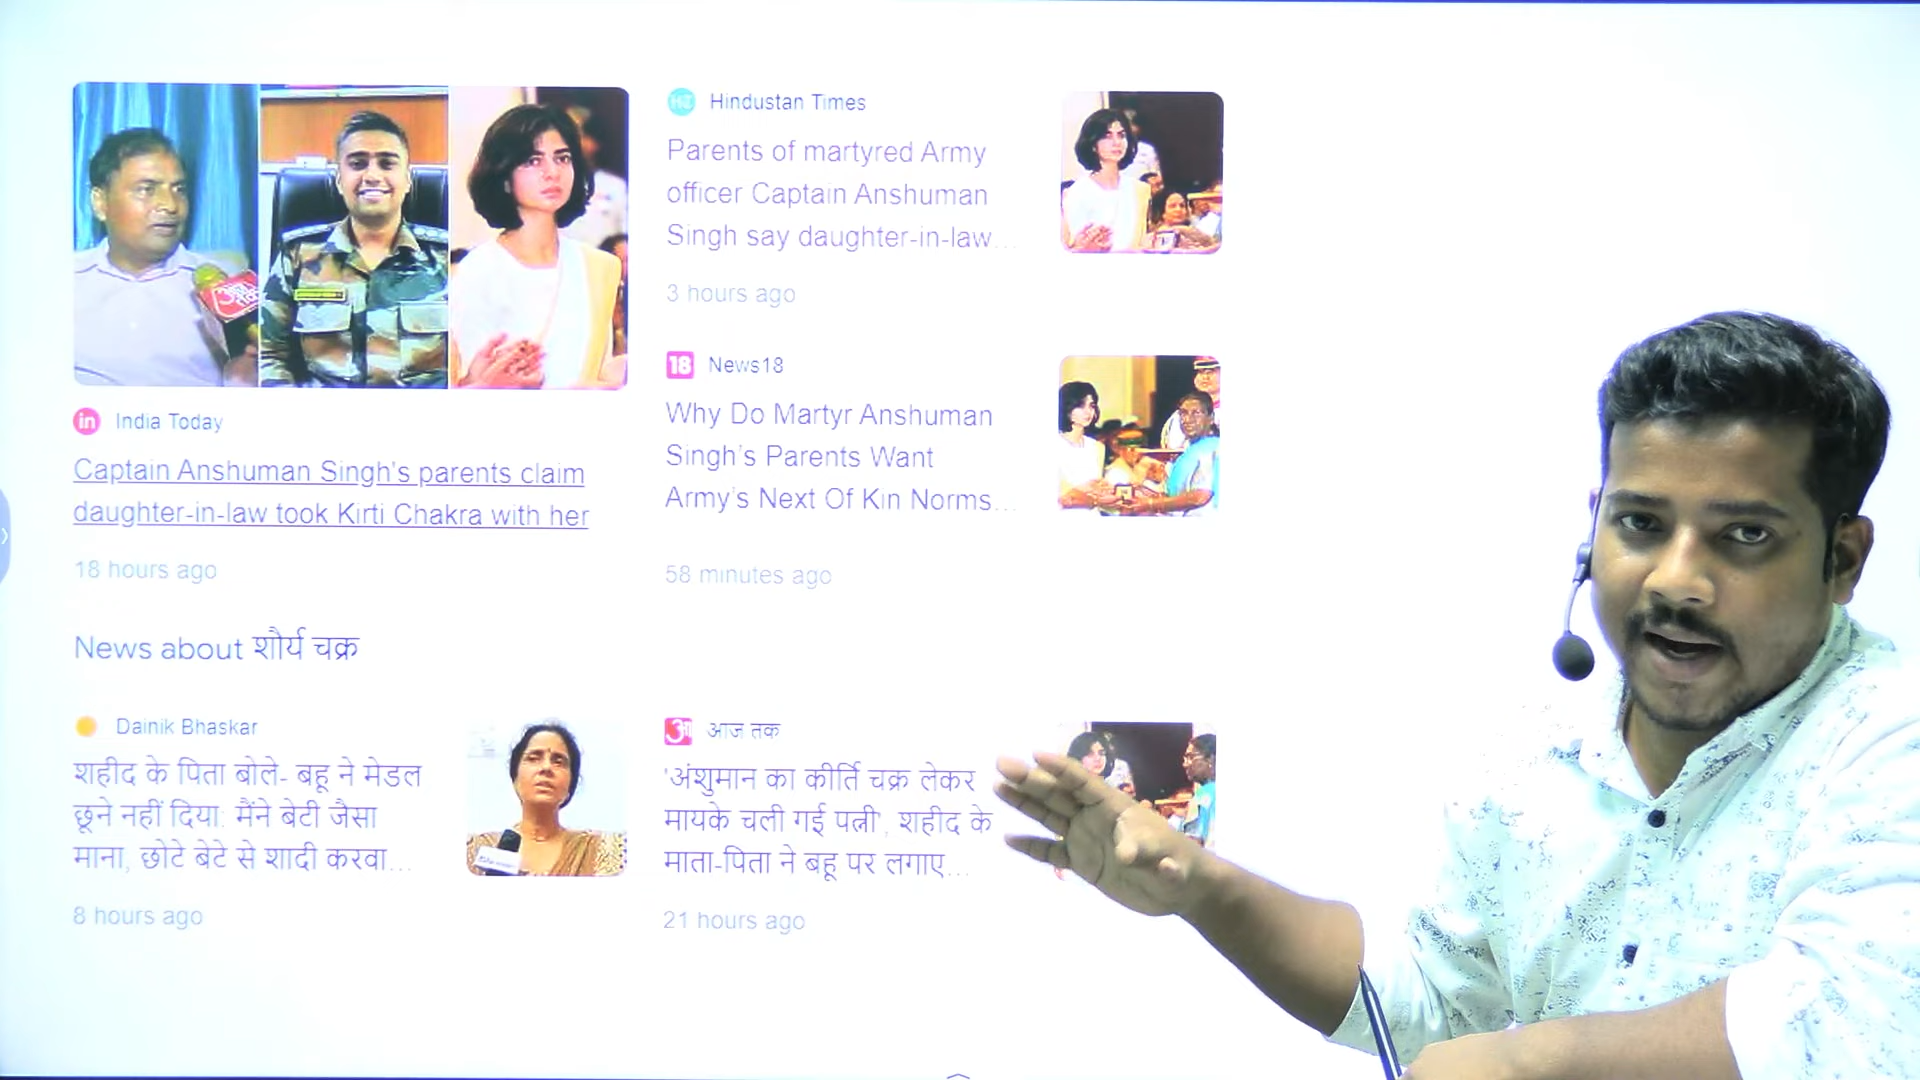 India Today
Captain Anshuman Singh's parents claim
daughter-in-law took Kirti Chakra with her
18 hours ago
Hindustan Times
Parents of martyred Army
officer Captain Anshuman
Singh say daughter-in-law...
3 hours ago
18 News18
Why Do Martyr Anshuman
Singh's Parents Want
Army's Next Of Kin Norms...
58 minutes ago
News about शौर्य चक्र
Dainik Bhaskar
शहीद के पिता बोले- बहू ने मेडल
छूने नहीं दिया: मैंने बेटी जैसा
माना, छोटे बेटे से शादी करवा...
8 hours ago
आज तक
'अंशुमान का कीर्ति चक्र लेकर
मायके चली गई पत्नी', शहीद के
माता-पिता ने बहू पर लगाए...
21 hours ago